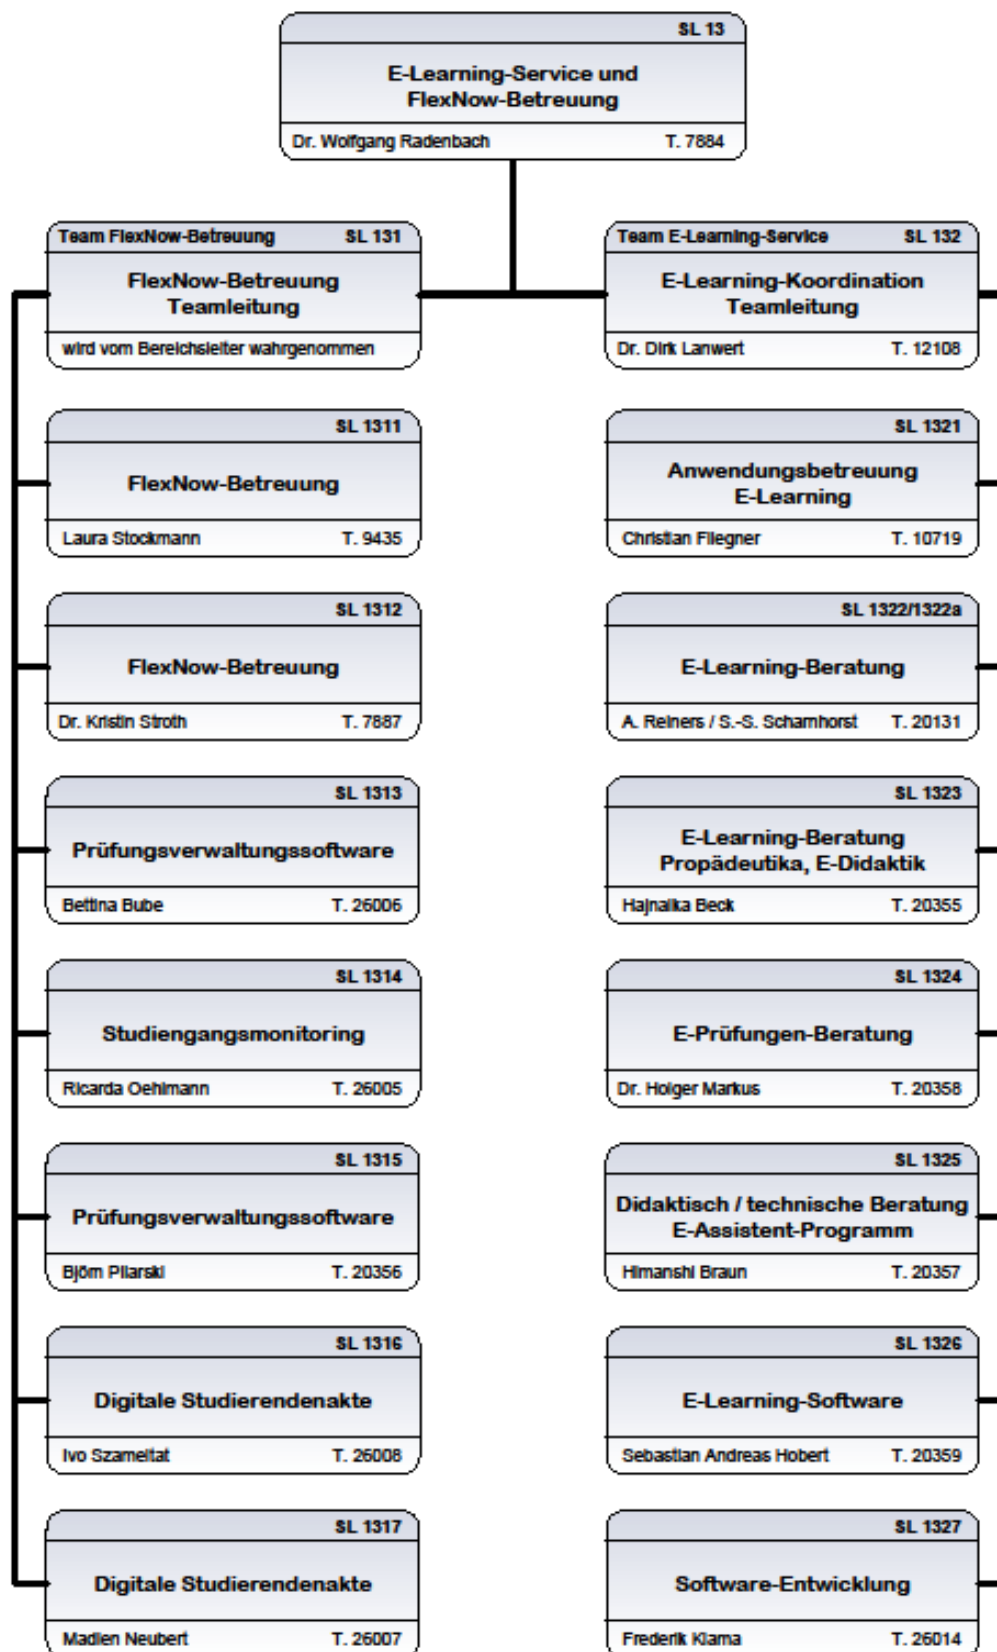 SL 13
E-Learning-Service und
FlexNow-Betreuung
Dr. Wolfgang Radenbach T. 7884
Team FlexNow-Betreuung SL 131
FlexNow-Betreuung
Teamleitung
wird vom Bereichsleiter wahrgenommen
SL 1311
FlexNow-Betreuung
Laura Stockmann T. 9435
SL 1312
FlexNow-Betreuung
Dr. Kristin Stroth T. 7887
SL 1313
Prüfungsverwaltungssoftware
Bettina Bube T. 26006
SL 1314
Studiengangsmonitoring
Ricarda Oehlmann T. 26005
SL 1315
Prüfungsverwaltungssoftware
Björn Pilarski T. 20356
SL 1316
Digitale Studierendenakte
Ivo Szameitat T. 26008
SL 1317
Digitale Studierendenakte
Madlen Neubert T. 26007
Team E-Learning-Service SL 132
E-Learning-Koordination
Teamleitung
Dr. Dirk Lanwert T. 12108
SL 1321
Anwendungsbetreuung
E-Learning
Christian Fliegner T. 10719
SL 1322/1322a
E-Learning-Beratung
A. Reiners / S.-S. Scharnhorst T. 20131
SL 1323
E-Learning-Beratung
Propädeutika, E-Didaktik
Hajnalka Beck T. 20355
SL 1324
E-Prüfungen-Beratung
Dr. Holger Markus T. 20358
SL 1325
Didaktisch / technische Beratung
E-Assistent-Programm
Himanshi Braun T. 20357
SL 1326
E-Learning-Software
Sebastian Andreas Hobert T. 20359
SL 1327
Software-Entwicklung
Frederik Klama T. 26014